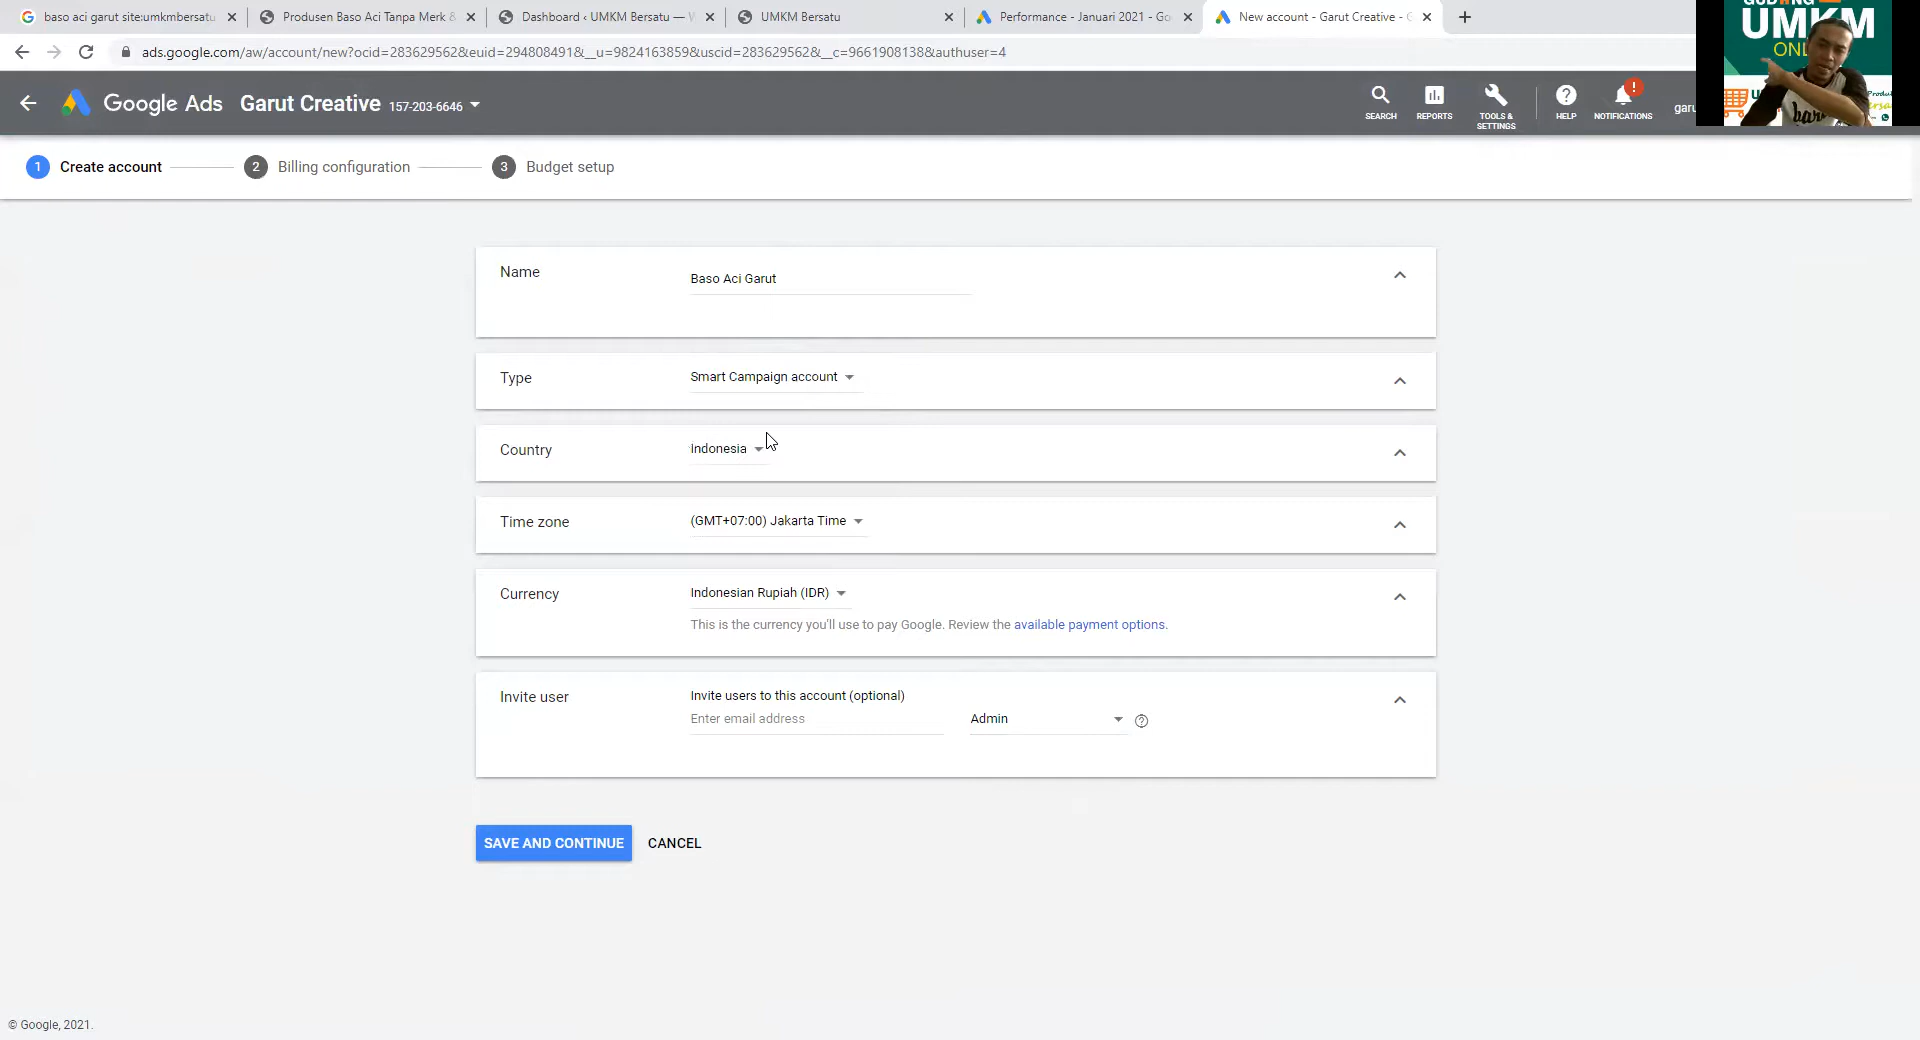 baso aci garut site:umkmbersatu
Produsen Baso Aci Tanpa Merk &
Dashboard ‹ UMKM Bersatu — W
UMKM Bersatu
Performance - Januari 2021 - Go
New account - Garut Creative - G
ads.google.com/aw/account/new?ocid=283629562&euid=294808491&__u=9824163859&uscid=283629562&__c=9661908138&authuser=4
UMKM
Google Ads
Garut Creative 157-203-6646
SEARCH
REPORTS
TOOLS & SETTINGS
HELP
!
NOTIFICATIONS
garu
1 Create account
2 Billing configuration
3 Budget setup
Name
Baso Aci Garut
Type
Smart Campaign account
Country
Indonesia
Time zone
(GMT+07:00) Jakarta Time
Currency
Indonesian Rupiah (IDR)
This is the currency you'll use to pay Google. Review the available payment options.
Invite user
Invite users to this account (optional)
Enter email address
Admin
SAVE AND CONTINUE
CANCEL
© Google, 2021.